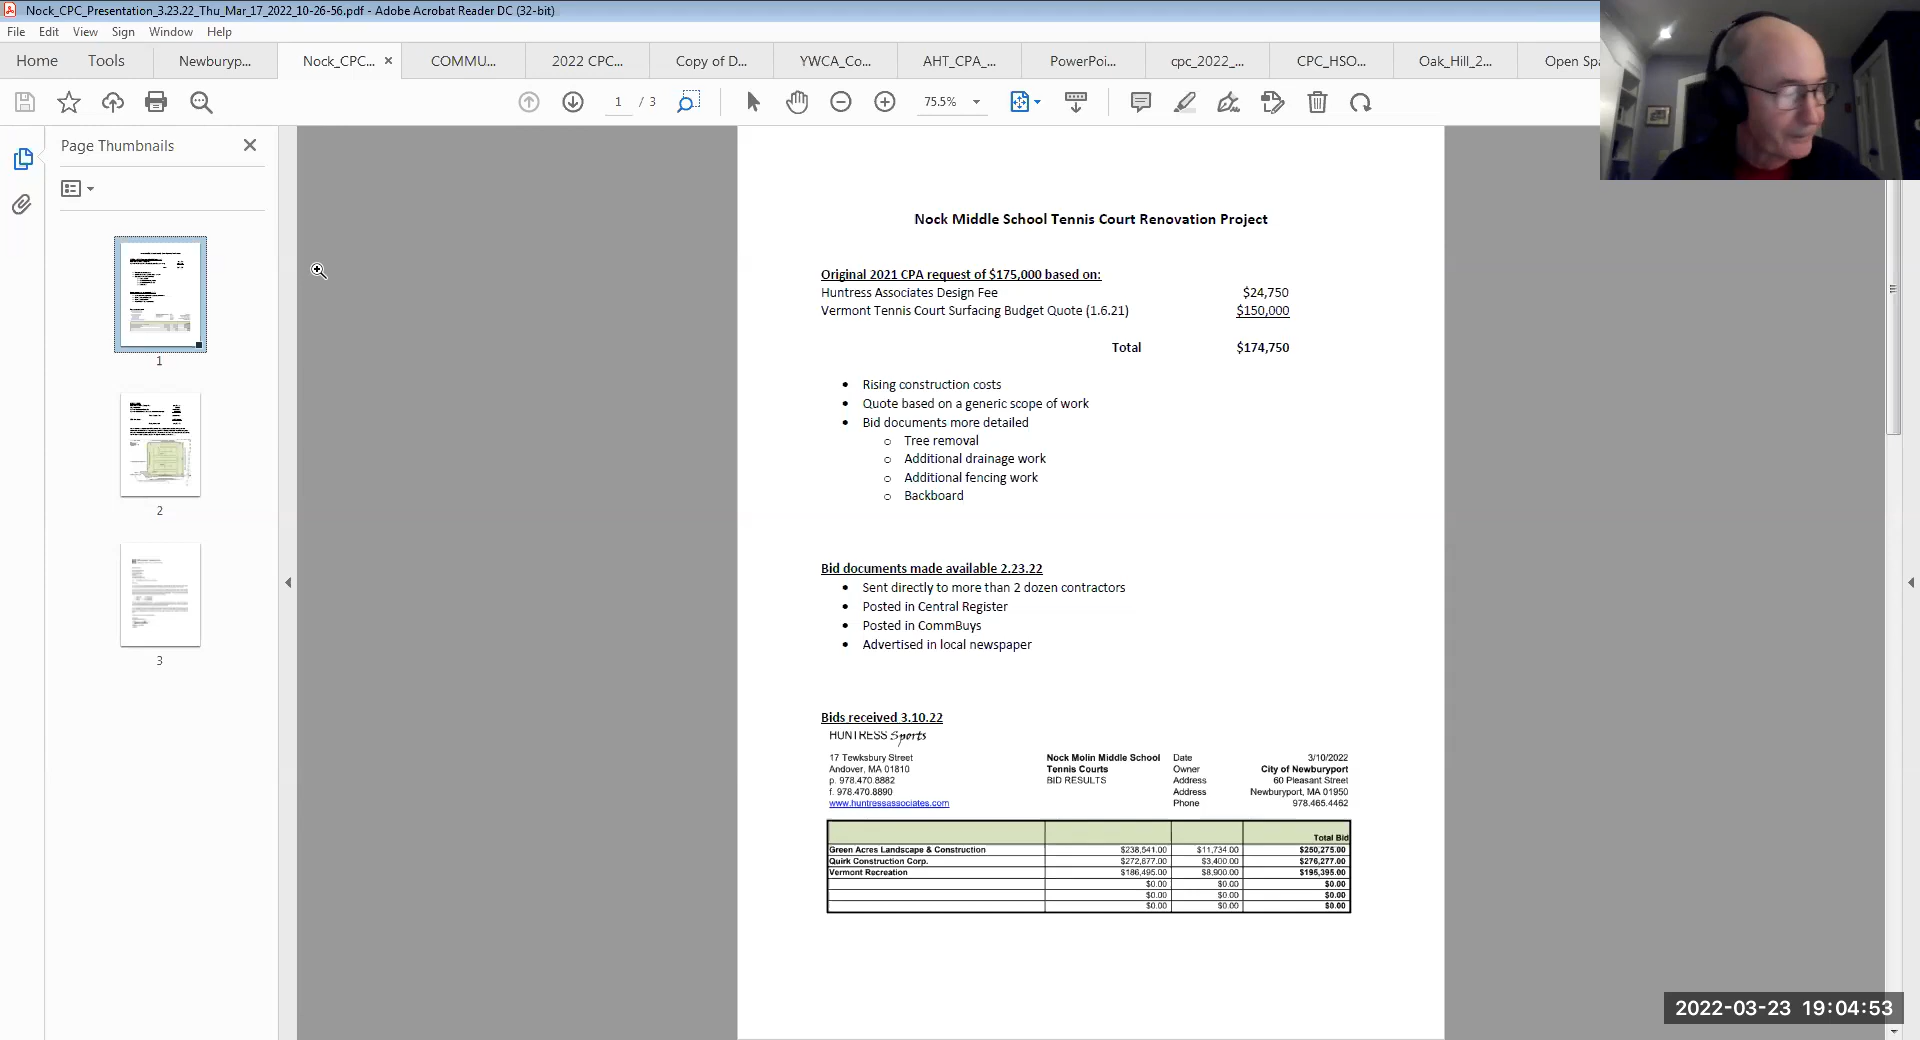 Nock_CPC_Presentation_3.23.22_Thu_Mar_17_2022_10-26-56.pdf - Adobe Acrobat Reader DC (32-bit)
File Edit View Sign Window Help
Home Tools Newburyp... Nock_CPC... × COMMU... 2022 CPC... Copy of D... YWCA_Co... AHT_CPA_... PowerPoi... cpc_2022_... CPC_HSO... Oak_Hill_2... Open Spa
1 / 3 75.5%
Page Thumbnails
1
2
3
Nock Middle School Tennis Court Renovation Project
Original 2021 CPA request of $175,000 based on:
Huntress Associates Design Fee $24,750
Vermont Tennis Court Surfacing Budget Quote (1.6.21) $150,000
Total $174,750
• Rising construction costs
• Quote based on a generic scope of work
• Bid documents more detailed
o Tree removal
o Additional drainage work
o Additional fencing work
o Backboard
Bid documents made available 2.23.22
• Sent directly to more than 2 dozen contractors
• Posted in Central Register
• Posted in CommBuys
• Advertised in local newspaper
Bids received 3.10.22
HUNTRESS Sports
17 Tewksbury Street Nock Molin Middle School Date 3/10/2022
Andover, MA 01810 Tennis Courts Owner City of Newburyport
p. 978.470.8882 BID RESULTS Address 60 Pleasant Street
f. 978.470.8890 Address Newburyport, MA 01950
www.huntressassociates.com Phone 978.465.4462
Total Bid
Green Acres Landscape & Construction $238,541.00 $11,734.00 $250,275.00
Quirk Construction Corp. $272,877.00 $3,400.00 $276,277.00
Vermont Recreation $186,495.00 $8,900.00 $195,395.00
$0.00 $0.00 $0.00
$0.00 $0.00 $0.00
$0.00 $0.00 $0.00
2022-03-23 19:04:53